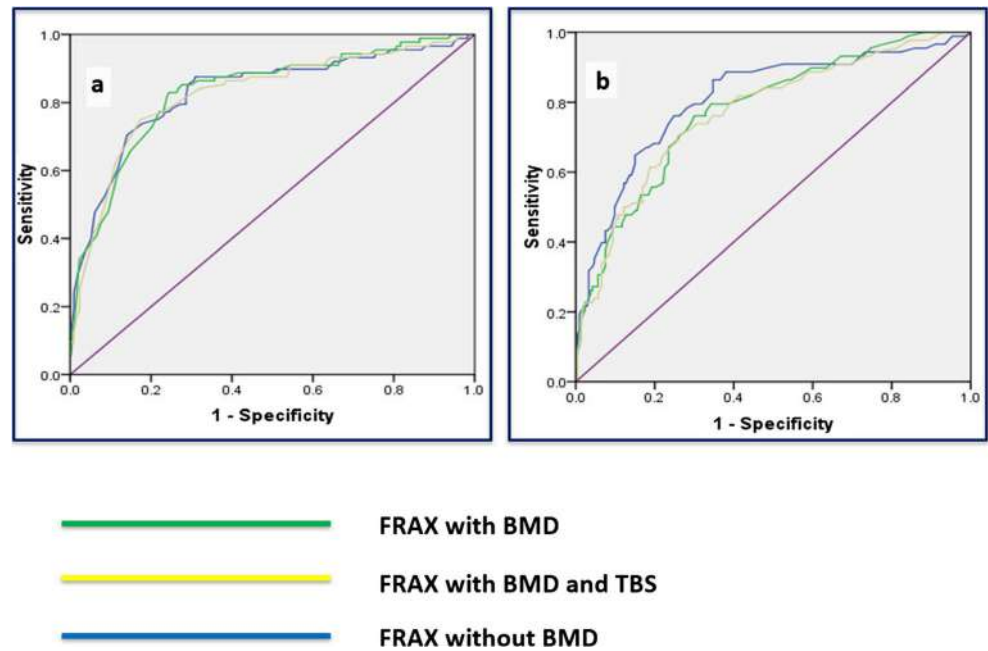 a
1.0
0.8
0.6
0.4
0.2
0.0
Sensitivity
0.0 0.2 0.4 0.6 0.8 1.0
1 - Specificity
b
1.0
0.8
0.6
0.4
0.2
0.0
Sensitivity
0.0 0.2 0.4 0.6 0.8 1.0
1 - Specificity
FRAX with BMD
FRAX with BMD and TBS
FRAX without BMD